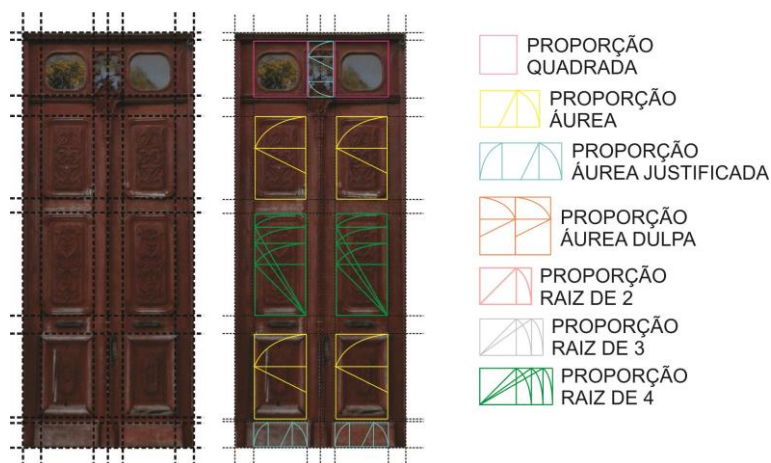 PROPORÇÃO
QUADRADA
PROPORÇÃO
ÁUREA
PROPORÇÃO
ÁUREA JUSTIFICADA
PROPORÇÃO
ÁUREA DULPA
PROPORÇÃO
RAIZ DE 2
PROPORÇÃO
RAIZ DE 3
PROPORÇÃO
RAIZ DE 4